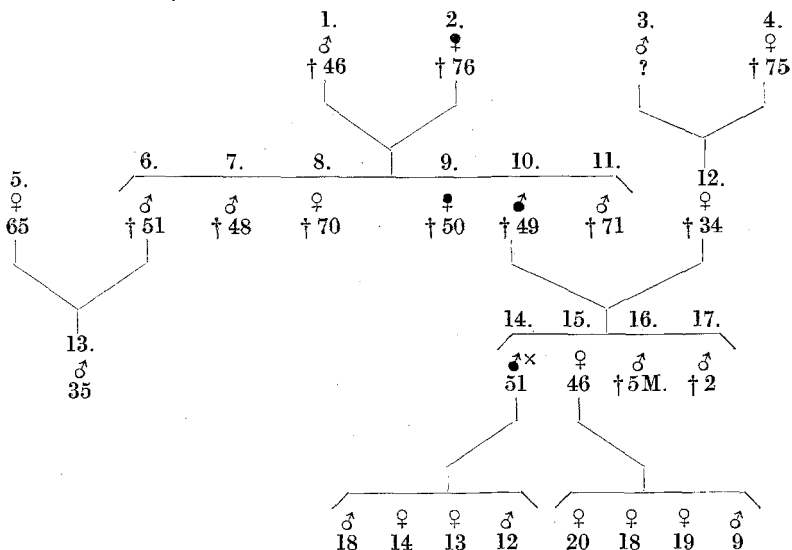 1. 2. 3. 4.
♂ ♀ ♂ ♀
† 46 † 76 ? † 75
6. 7. 8. 9. 10. 11.
5. 12.
♀ ♂ ♂ ♀ ♀ ♂ ♂ ♀
65 † 51 † 48 † 70 † 50 † 49 † 71 † 34
14. 15. 16. 17.
13.
♂ ♂× ♀ ♂ ♂
35 51 46 † 5 M. † 2
♂ ♀ ♀ ♂ ♀ ♀ ♀ ♂
18 14 13 12 20 18 19 9